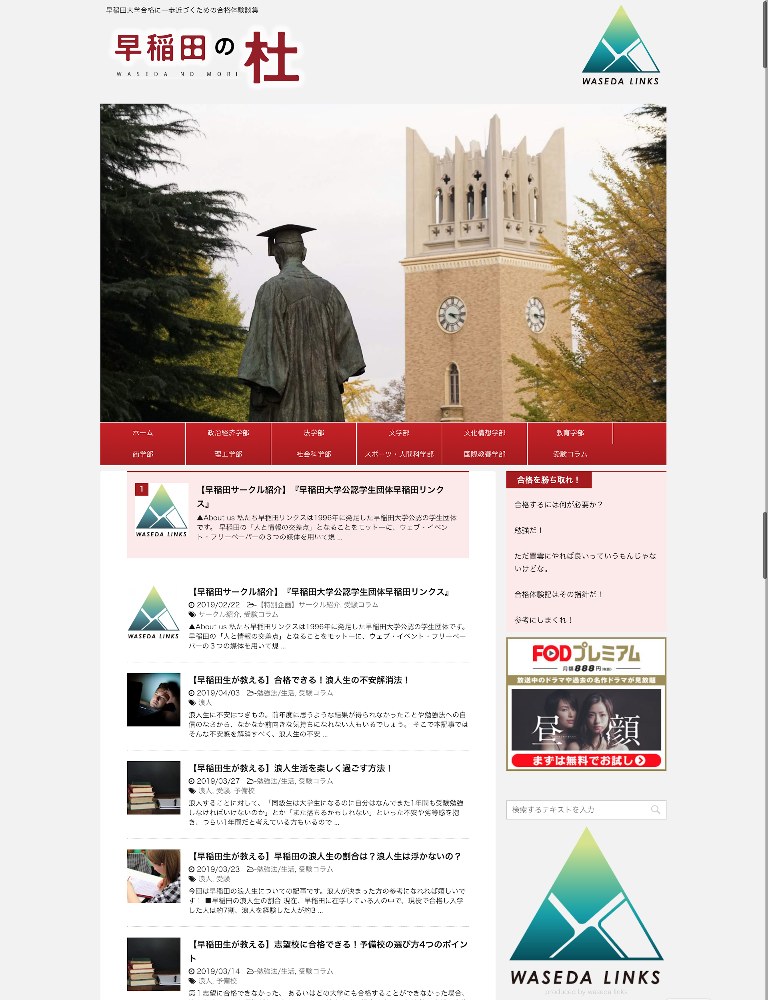 早稲田大学合格に一歩近づくための合格体験談集
早稲田の杜
WASEDA NO MORI
WASEDA LINKS
ホーム
政治経済学部
法学部
文学部
文化構想学部
教育学部
商学部
理工学部
社会科学部
スポーツ・人間科学部
国際教養学部
受験コラム
1
WASEDA LINKS
【早稲田サークル紹介】『早稲田大学公認学生団体早稲田リンク
ス』
▲About us 私たち早稲田リンクスは1996年に発足した早稲田大学公認の学生団体
です。 早稲田の「人と情報の交差点」となることをモットーに、ウェブ・イベン
ト・フリーペーパーの３つの媒体を用いて規 ...
WASEDA LINKS
【早稲田サークル紹介】『早稲田大学公認学生団体早稲田リンクス』
2019/02/22 -【特別企画】サークル紹介, 受験コラム
サークル紹介, 受験コラム
▲About us 私たち早稲田リンクスは1996年に発足した早稲田大学公認の学生団体です。
早稲田の「人と情報の交差点」となることをモットーに、ウェブ・イベント・フリーペー
パーの３つの媒体を用いて規 ...
【早稲田生が教える】合格できる！浪人生の不安解消法！
2019/04/03 -勉強法/生活, 受験コラム
浪人
浪人生に不安はつきもの。前年度に思うような結果が得られなかったことや勉強法への自
信のなさから、なかなか前向きな気持ちになれない人もいるでしょう。 そこで本記事では
そんな不安感を解消すべく、浪人生の不安 ...
【早稲田生が教える】浪人生活を楽しく過ごす方法！
2019/03/27 -勉強法/生活, 受験コラム
浪人, 受験, 予備校
浪人することに対して、「同級生は大学生になるのに自分はなんでまた1年間も受験勉強
しなければいけないのか」とか「また落ちるかもしれない」といった不安や劣等感を抱
き、つらい1年間だと考えている方もいるので ...
【早稲田生が教える】早稲田の浪人生の割合は？浪人生は浮かないの？
2019/03/23 -勉強法/生活, 受験コラム
浪人, 受験
今回は早稲田の浪人生についての記事です。浪人が決まった方の参考になれれば嬉しいで
す！ ■早稲田の浪人生の割合 現在、早稲田に在学している人の中で、現役で合格し入学
した人は約7割、浪人を経験した人が約3 ...
【早稲田生が教える】志望校に合格できる！予備校の選び方4つのポイン
ト
2019/03/14 -勉強法/生活, 受験コラム
浪人, 予備校
第１志望に合格できなかった、 あるいはどの大学にも合格することができなかった場合、
合格を勝ち取れ！
合格するには何が必要か？
勉強だ！
ただ闇雲にやれば良いっていうもんじゃな
いけどな。
合格体験記はその指針だ！
参考にしまくれ！
FODプレミアム
月額888円(税抜)
放送中のドラマや過去の名作ドラマが見放題
昼顔
まずは無料でお試し
検索するテキストを入力
WASEDA LINKS
produced by waseda links